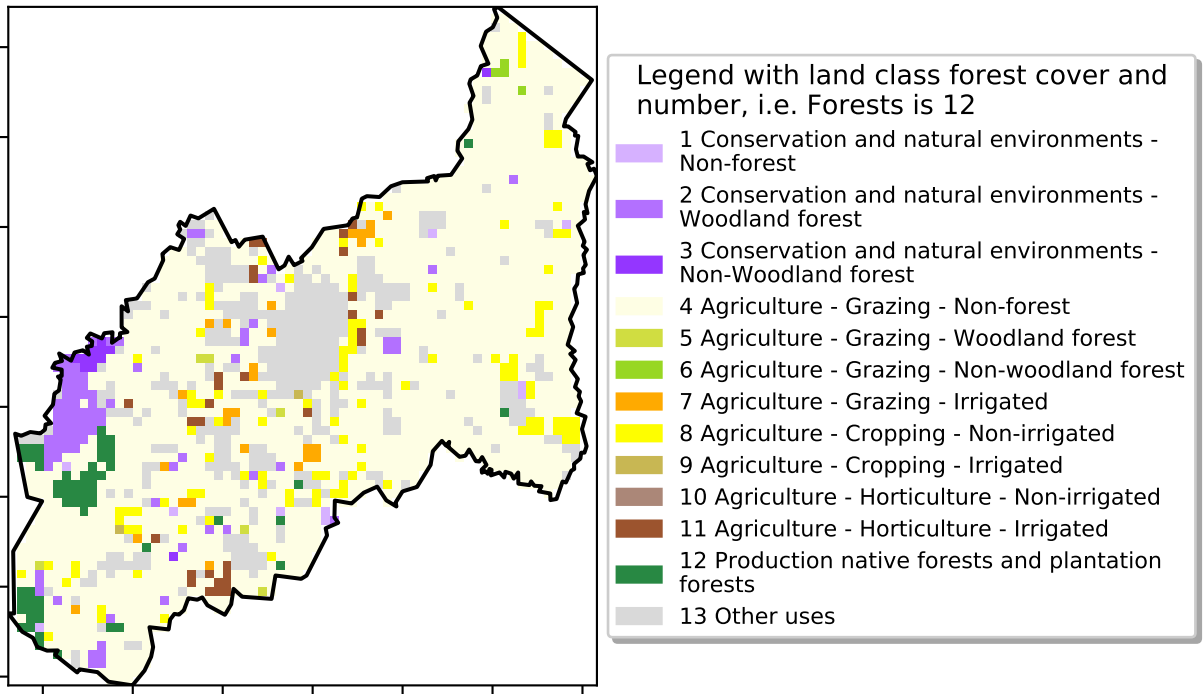 Legend with land class forest cover and
number, i.e. Forests is 12
1 Conservation and natural environments -
Non-forest
2 Conservation and natural environments -
Woodland forest
3 Conservation and natural environments -
Non-Woodland forest
4 Agriculture - Grazing - Non-forest
5 Agriculture - Grazing - Woodland forest
6 Agriculture - Grazing - Non-woodland forest
7 Agriculture - Grazing - Irrigated
8 Agriculture - Cropping - Non-irrigated
9 Agriculture - Cropping - Irrigated
10 Agriculture - Horticulture - Non-irrigated
11 Agriculture - Horticulture - Irrigated
12 Production native forests and plantation
forests
13 Other uses